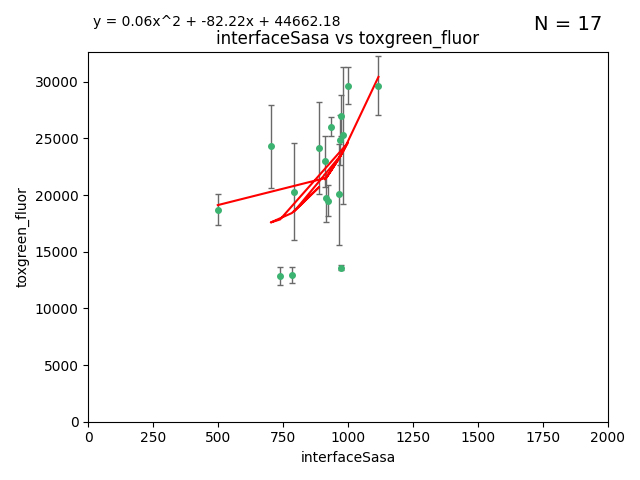 y = 0.06x^2 + -82.22x + 44662.18
N = 17
interfaceSasa vs toxgreen_fluor
30000
25000
20000
15000
10000
5000
0
toxgreen_fluor
0 250 500 750 1000 1250 1500 1750 2000
interfaceSasa